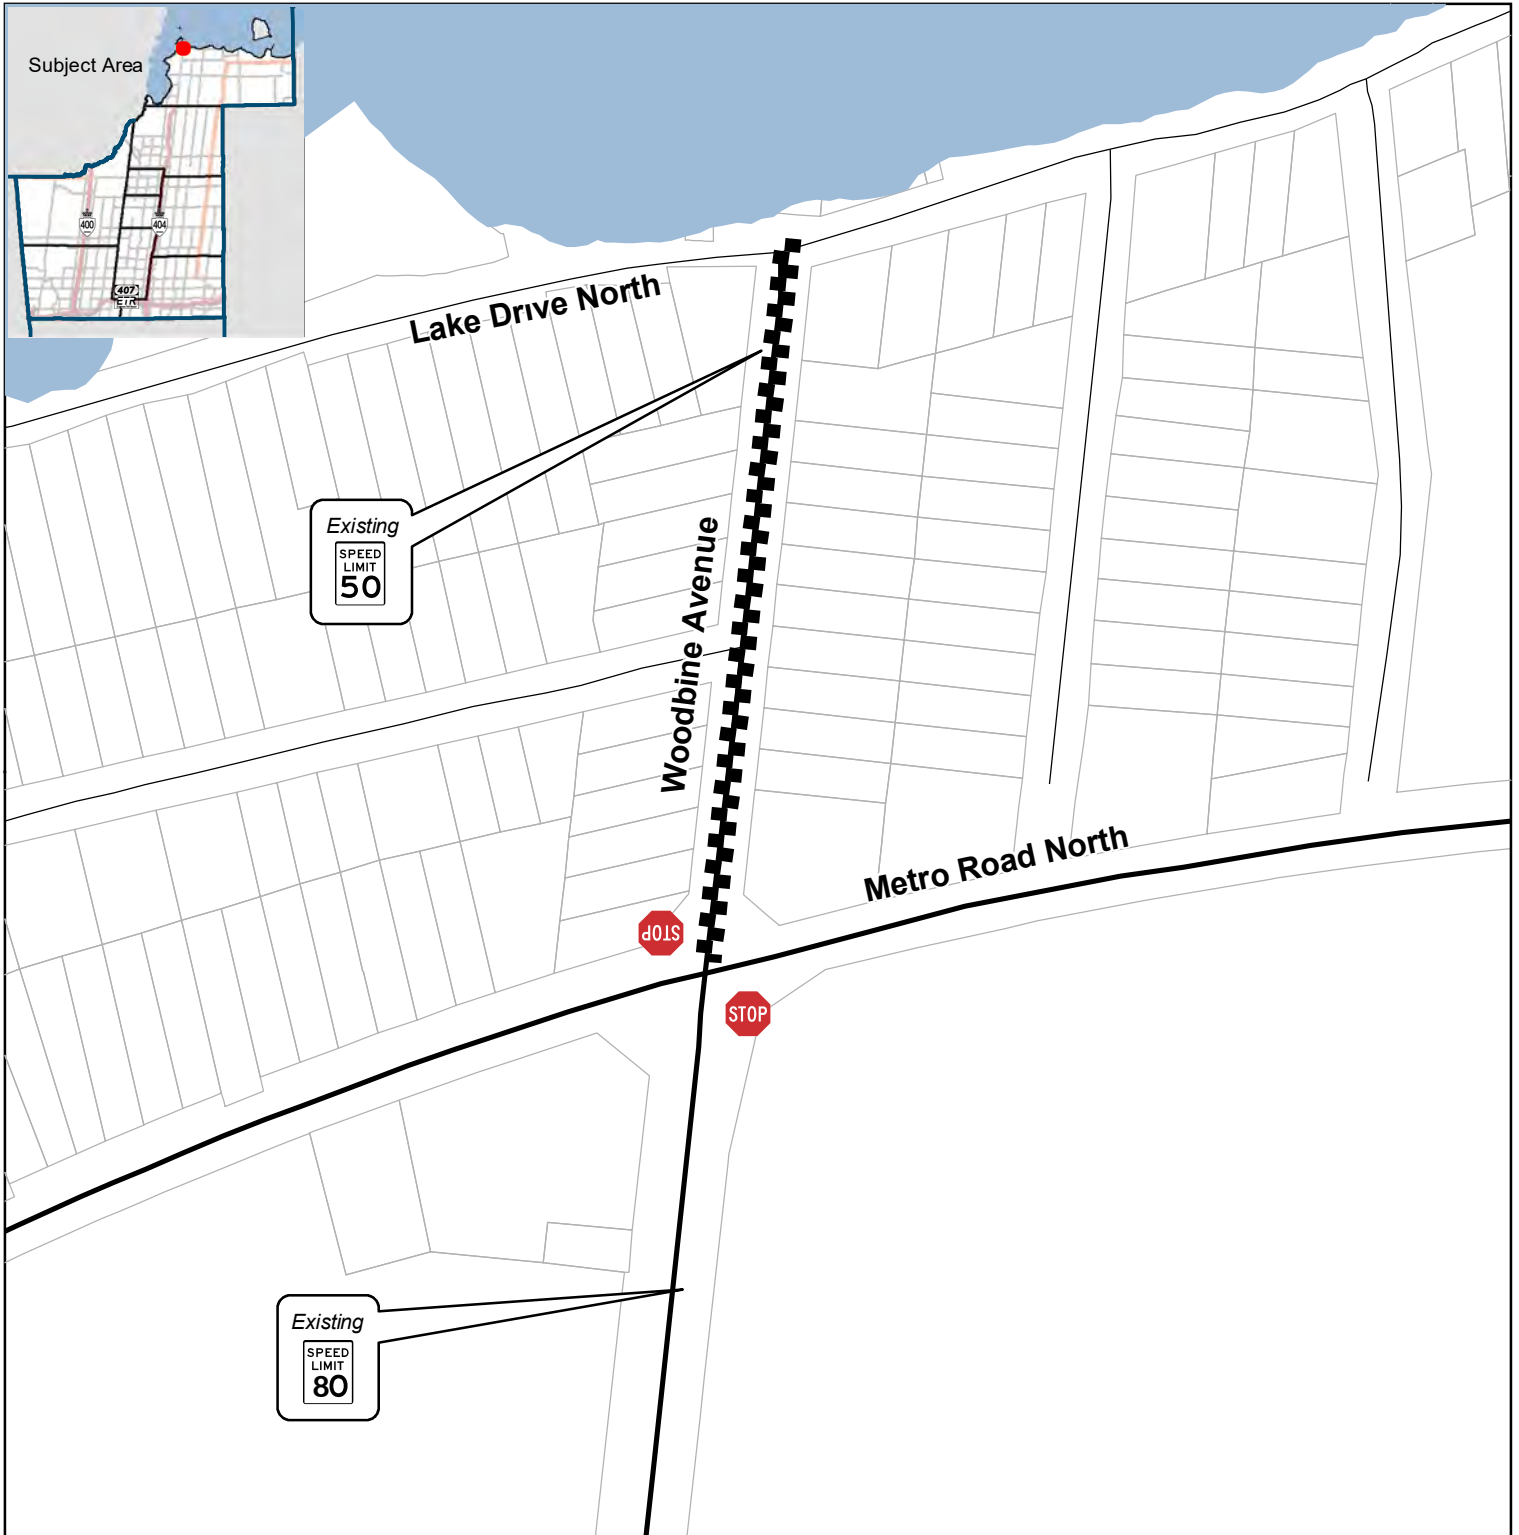 Subject Area
400
404
407
ETR
Lake Drive North
Existing
SPEED
LIMIT
50
Woodbine Avenue
Metro Road North
STOP
STOP
Existing
SPEED
LIMIT
80